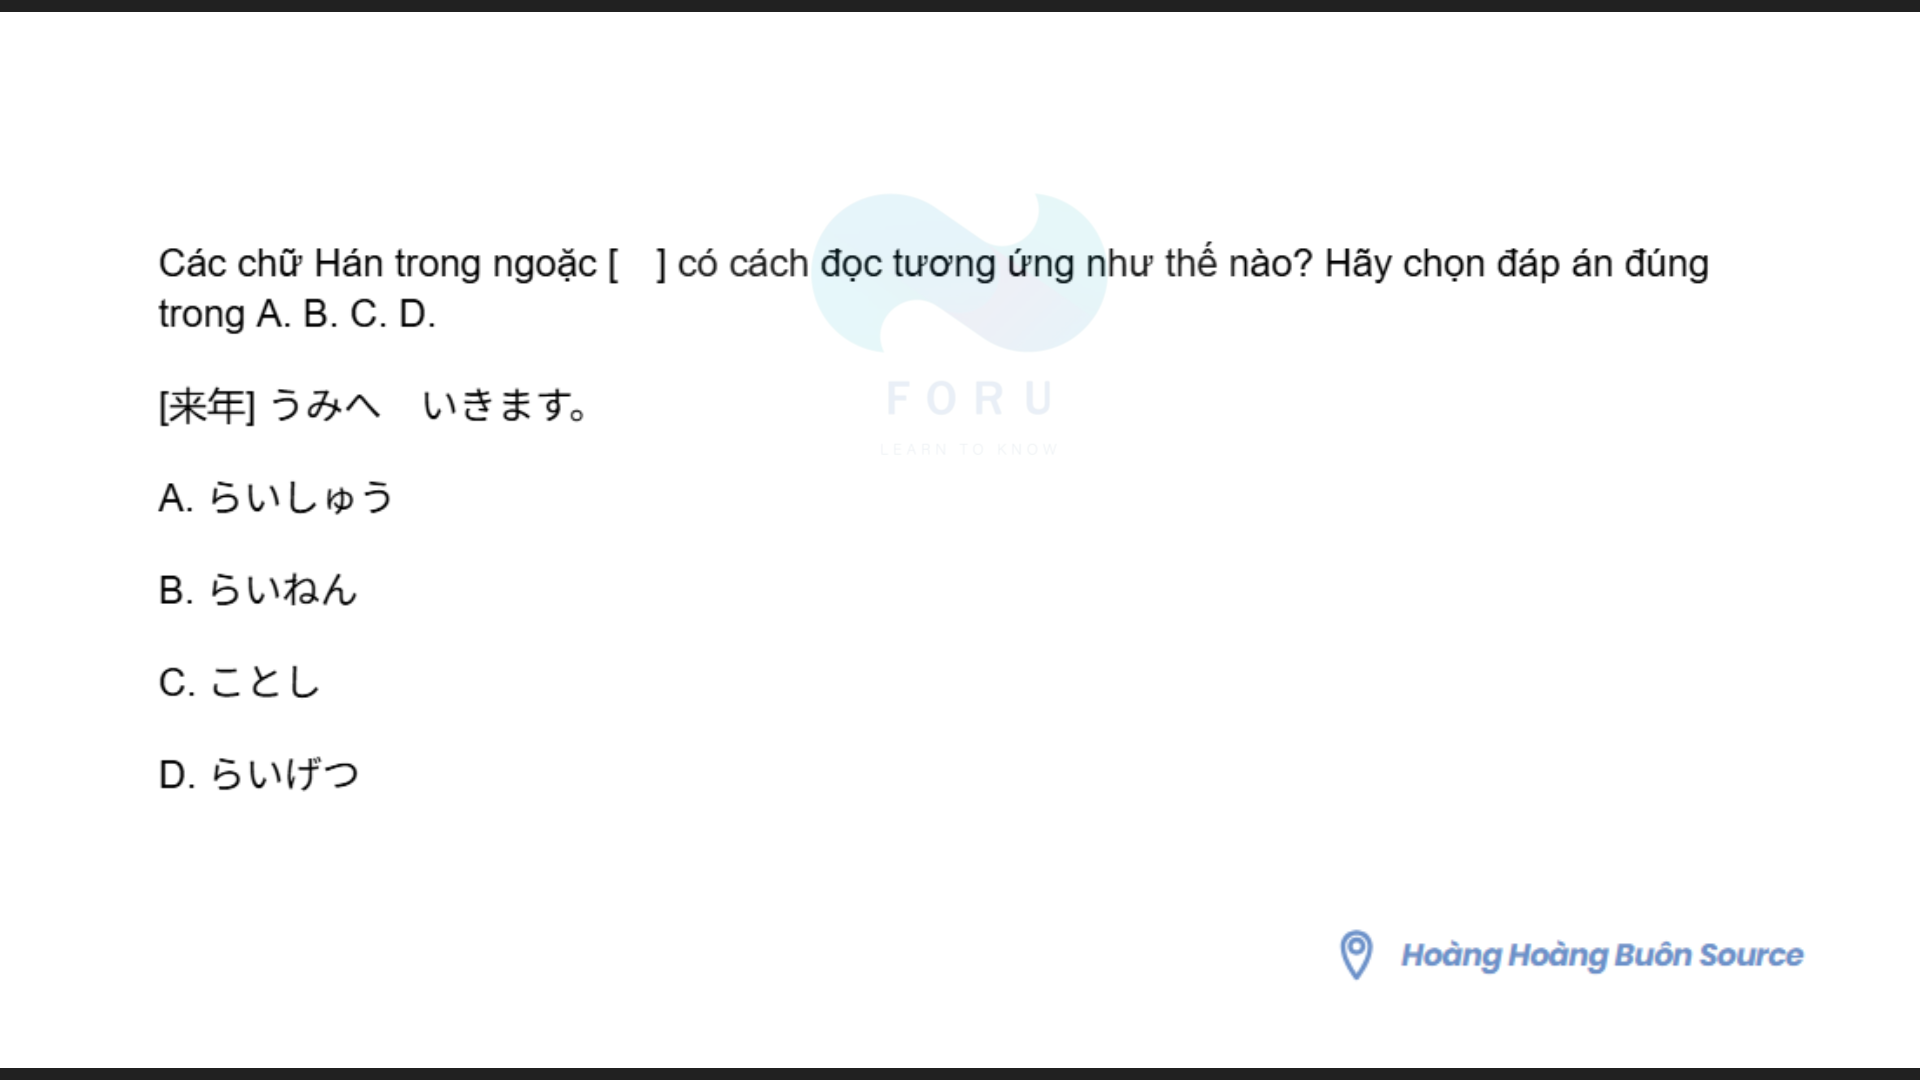 Các chữ Hán trong ngoặc [　] có cách đọc tương ứng như thế nào? Hãy chọn đáp án đúng
trong A. B. C. D.
[来年] うみへ　いきます。
A. らいしゅう
B. らいねん
C. ことし
D. らいげつ
FORU
LEARN TO KNOW
Hoàng Hoàng Buôn Source